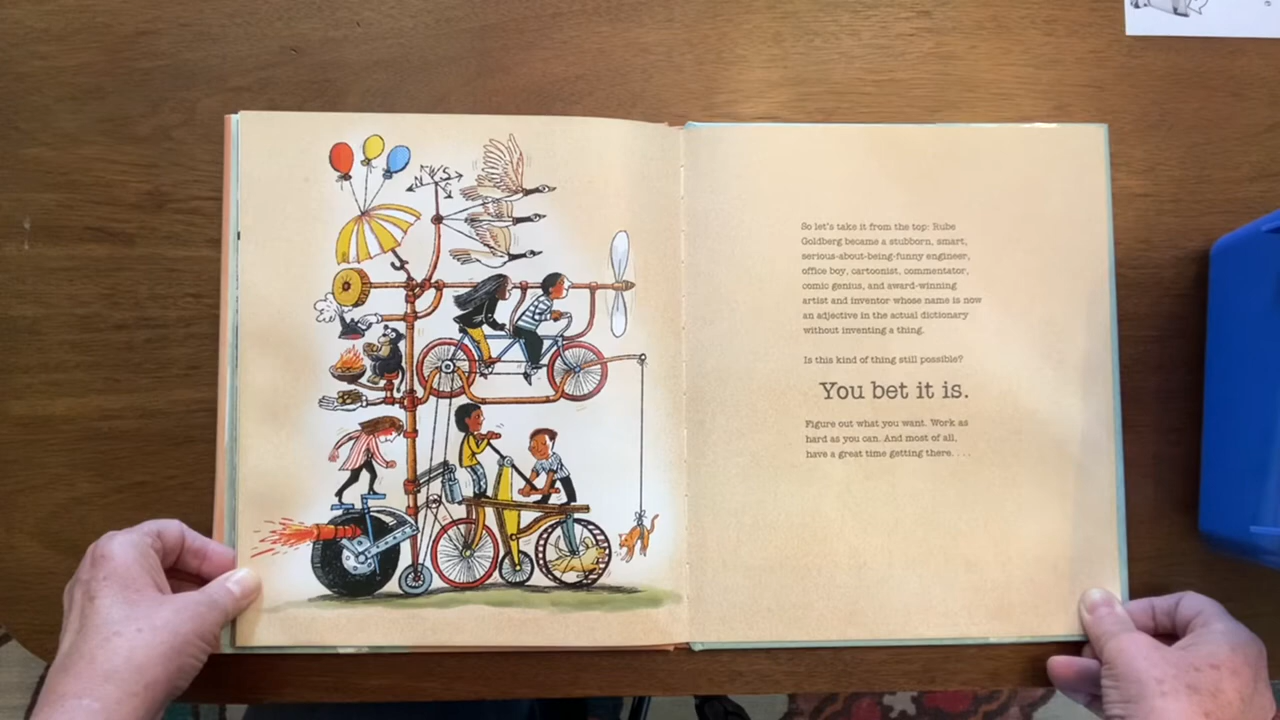 N W S E
So let's take it from the top: Rube
Goldberg became a stubborn, smart,
serious-about-being-funny engineer,
office boy, cartoonist, commentator,
comic genius, and award-winning
artist and inventor whose name is now
an adjective in the actual dictionary
without inventing a thing.
Is this kind of thing still possible?
You bet it is.
Figure out what you want. Work as
hard as you can. And most of all,
have a great time getting there. . . .